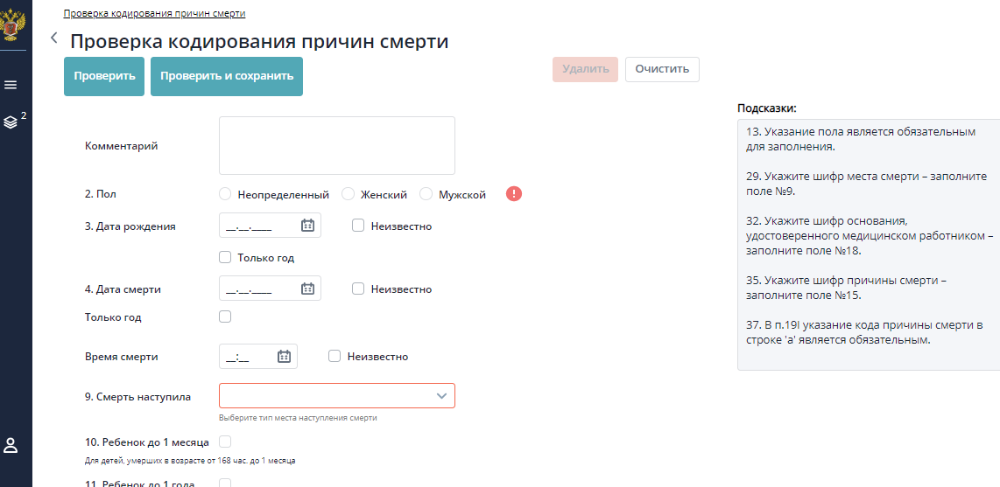 Проверка кодирования причин смерти
Проверка кодирования причин смерти
Проверить
Проверить и сохранить
Удалить
Очистить
2
Комментарий
2. Пол
Неопределенный
Женский
Мужской
3. Дата рождения
__.__.____
Неизвестно
Только год
4. Дата смерти
__.__.____
Неизвестно
Только год
Время смерти
__:__
Неизвестно
9. Смерть наступила
Выберите тип места наступления смерти
10. Ребенок до 1 месяца
Для детей, умерших в возрасте от 168 час. до 1 месяца
11. Ребенок до 1 года
Подсказки:
13. Указание пола является обязательным
для заполнения.
29. Укажите шифр места смерти – заполните
поле №9.
32. Укажите шифр основания,
удостоверенного медицинском работником –
заполните поле №18.
35. Укажите шифр причины смерти –
заполните поле №15.
37. В п.19I указание кода причины смерти в
строке 'а' является обязательным.